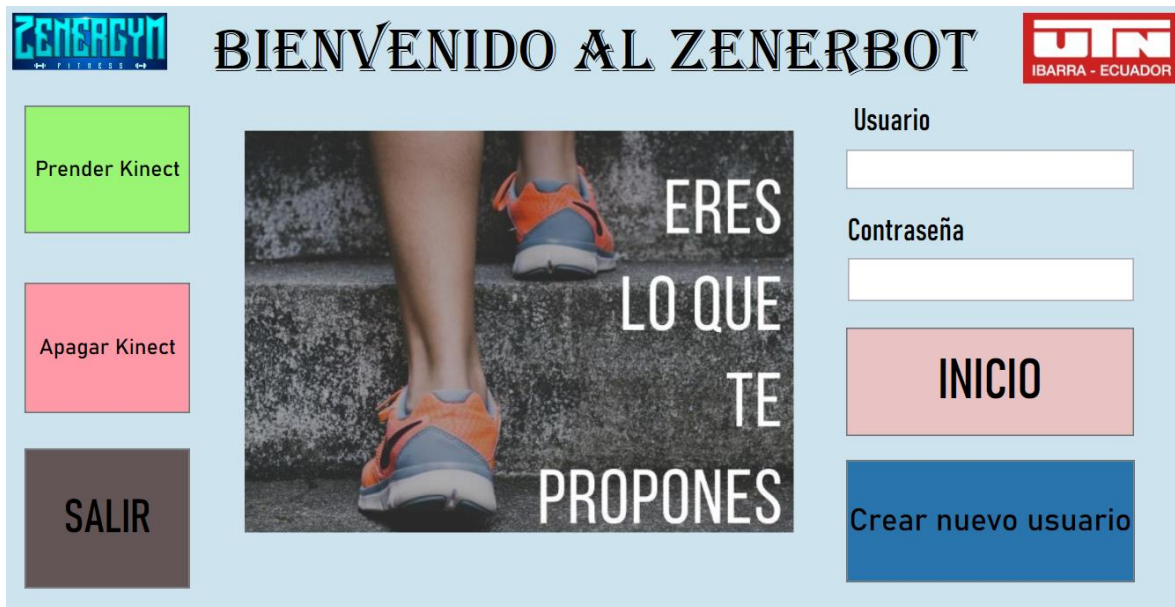 ZENERGYM
FITNESS
BIENVENIDO AL ZENERBOT
UTN
IBARRA - ECUADOR
Prender Kinect
Apagar Kinect
SALIR
ERES
LO QUE
TE
PROPONES
Usuario
Contraseña
INICIO
Crear nuevo usuario